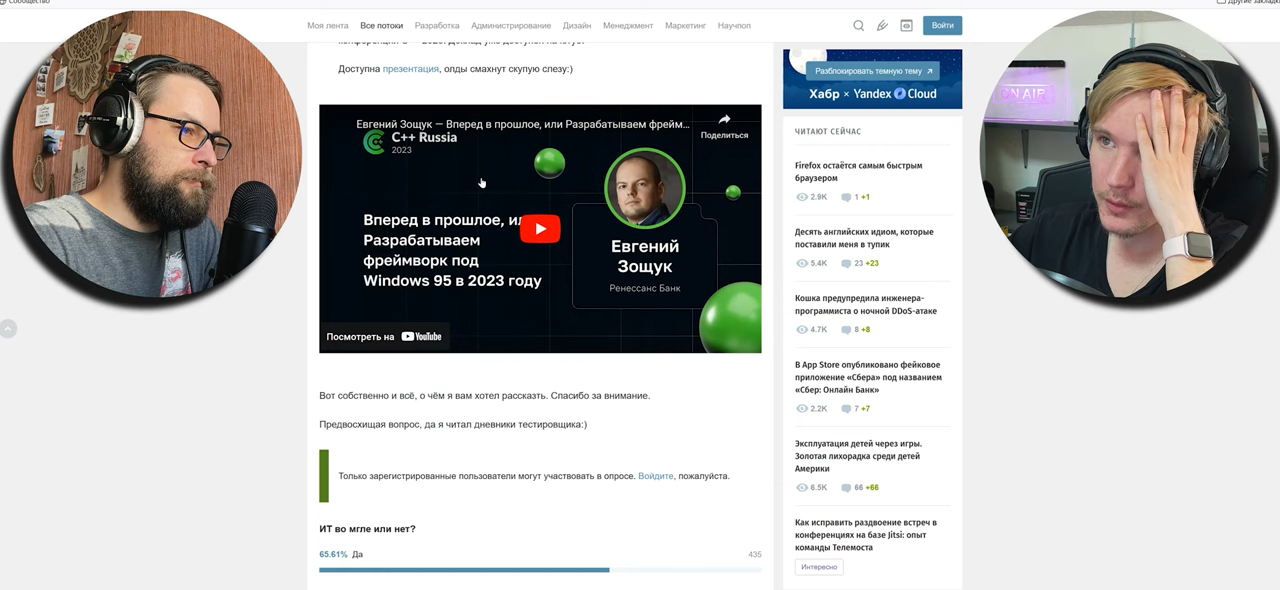 Сообщество
Другие закладки
Моя лента Все потоки Разработка Администрирование Дизайн Менеджмент Маркетинг Научпоп
Войти
Доступна презентация, олды смахнут скупую слезу:)
Евгений Зощук — Вперед в прошлое, или Разрабатываем фрейм...
Поделиться
C++ Russia
2023
Вперед в прошлое, ил
Разрабатываем
фреймворк под
Windows 95 в 2023 году
Евгений
Зощук
Ренессанс Банк
Посмотреть на YouTube
Вот собственно и всё, о чём я вам хотел рассказть. Спасибо за внимание.
Предвосхищая вопрос, да я читал дневники тестировщика:)
Только зарегистрированные пользователи могут участвовать в опросе. Войдите, пожалуйста.
ИТ во мгле или нет?
65.61% Да
435
Разблокировать темную тему
Хабр × Yandex Cloud
ЧИТАЮТ СЕЙЧАС
Firefox остаётся самым быстрым
браузером
2.9K 1 +1
Десять английских идиом, которые
поставили меня в тупик
5.4K 23 +23
Кошка предупредила инженера-
программиста о ночной DDoS-атаке
4.7K 8 +8
В App Store опубликовано фейковое
приложение «Сбера» под названием
«Сбер: Онлайн Банк»
2.2K 7 +7
Эксплуатация детей через игры.
Золотая лихорадка среди детей
Америки
6.5K 66 +66
Как исправить раздвоение встреч в
конференциях на базе Jitsi: опыт
команды Телемоста
Интересно
ON AIR